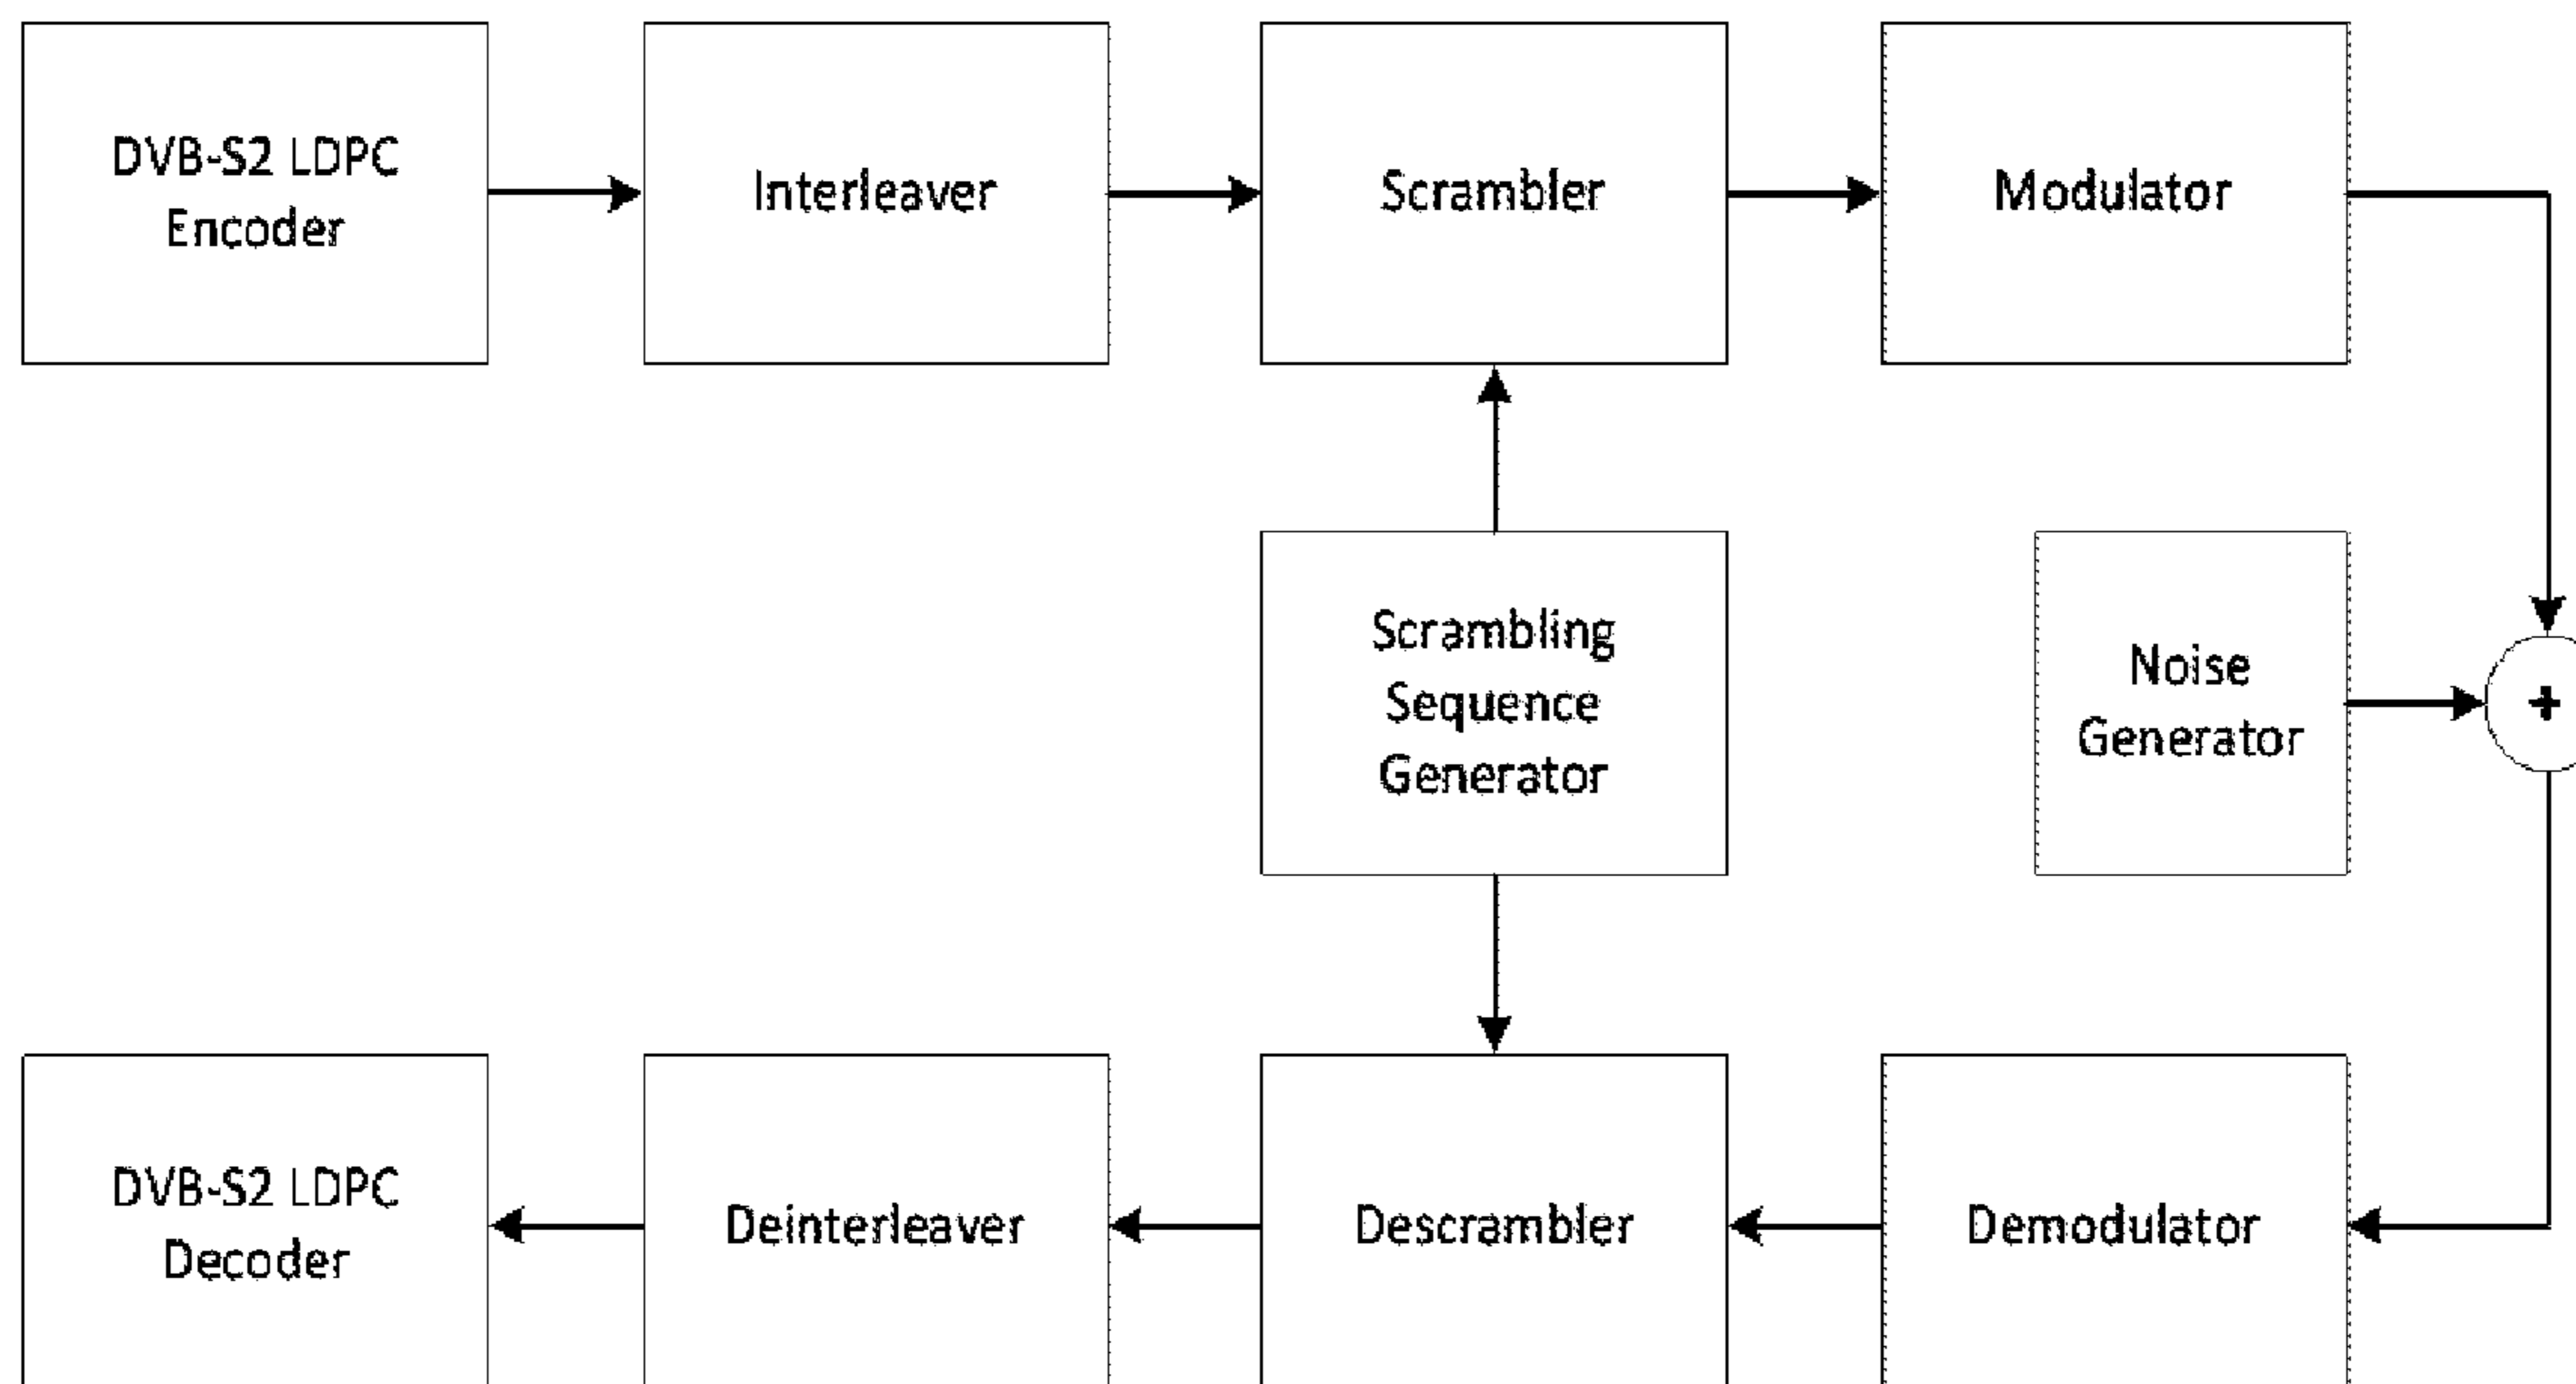 DVB-S2 LDPC
Encoder
Interleaver
Scrambler
Modulator
Scrambling
Sequence
Generator
Noise
Generator
+
DVB-S2 LDPC
Decoder
Deinterleaver
Descrambler
Demodulator